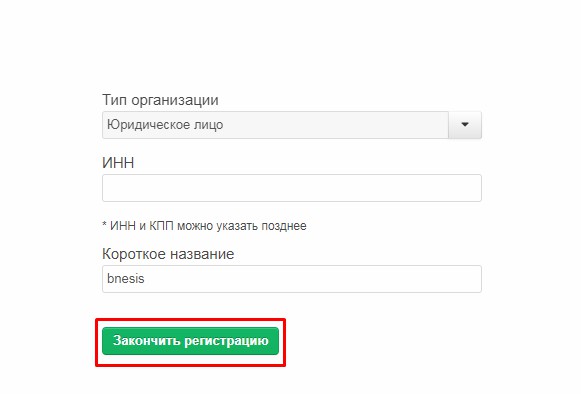 Тип организации
Юридическое лицо
ИНН
* ИНН и КПП можно указать позднее
Короткое название
bnesis
Закончить регистрацию